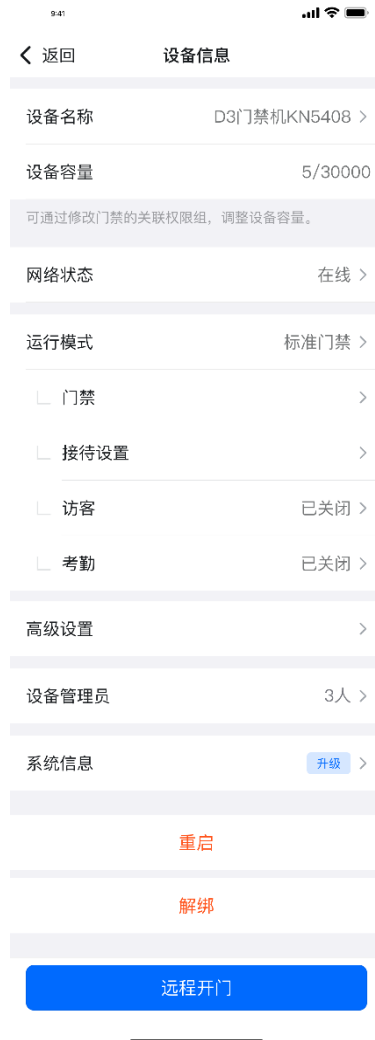 9:41
返回
设备信息
设备名称
D3门禁机KN5408
设备容量
5/30000
可通过修改门禁的关联权限组，调整设备容量。
网络状态
在线
运行模式
标准门禁
门禁
接待设置
访客
已关闭
考勤
已关闭
高级设置
设备管理员
3人
系统信息
升级
重启
解绑
远程开门